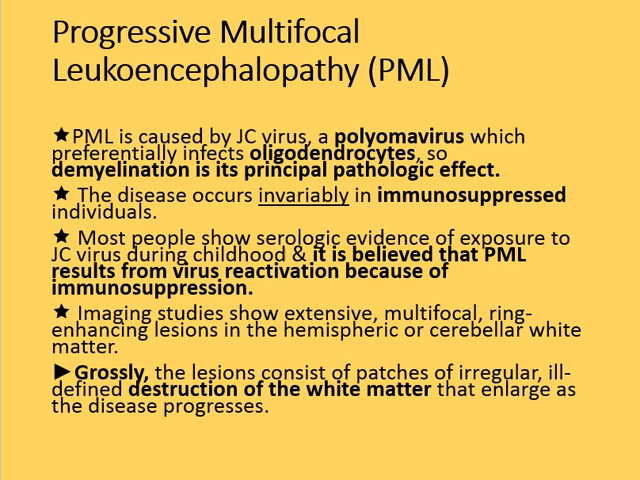 Progressive Multifocal
Leukoencephalopathy (PML)
★PML is caused by JC virus, a polyomavirus which
preferentially infects oligodendrocytes, so
demyelination is its principal pathologic effect.
★ The disease occurs invariably in immunosuppressed
individuals.
★ Most people show serologic evidence of exposure to
JC virus during childhood & it is believed that PML
results from virus reactivation because of
immunosuppression.
★ Imaging studies show extensive, multifocal, ring-
enhancing lesions in the hemispheric or cerebellar white
matter.
►Grossly, the lesions consist of patches of irregular, ill-
defined destruction of the white matter that enlarge as
the disease progresses.